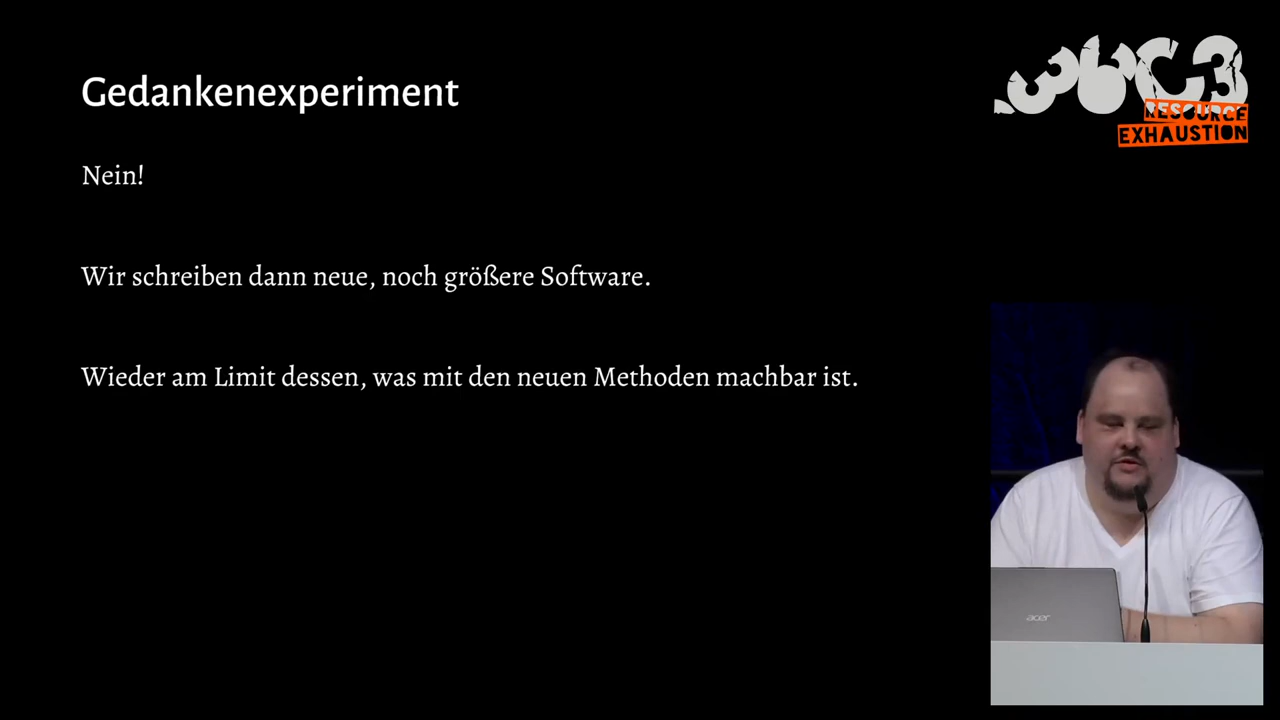 Gedankenexperiment
36C3
RESOURCE
EXHAUSTION
Nein!
Wir schreiben dann neue, noch größere Software.
Wieder am Limit dessen, was mit den neuen Methoden machbar ist.
acer